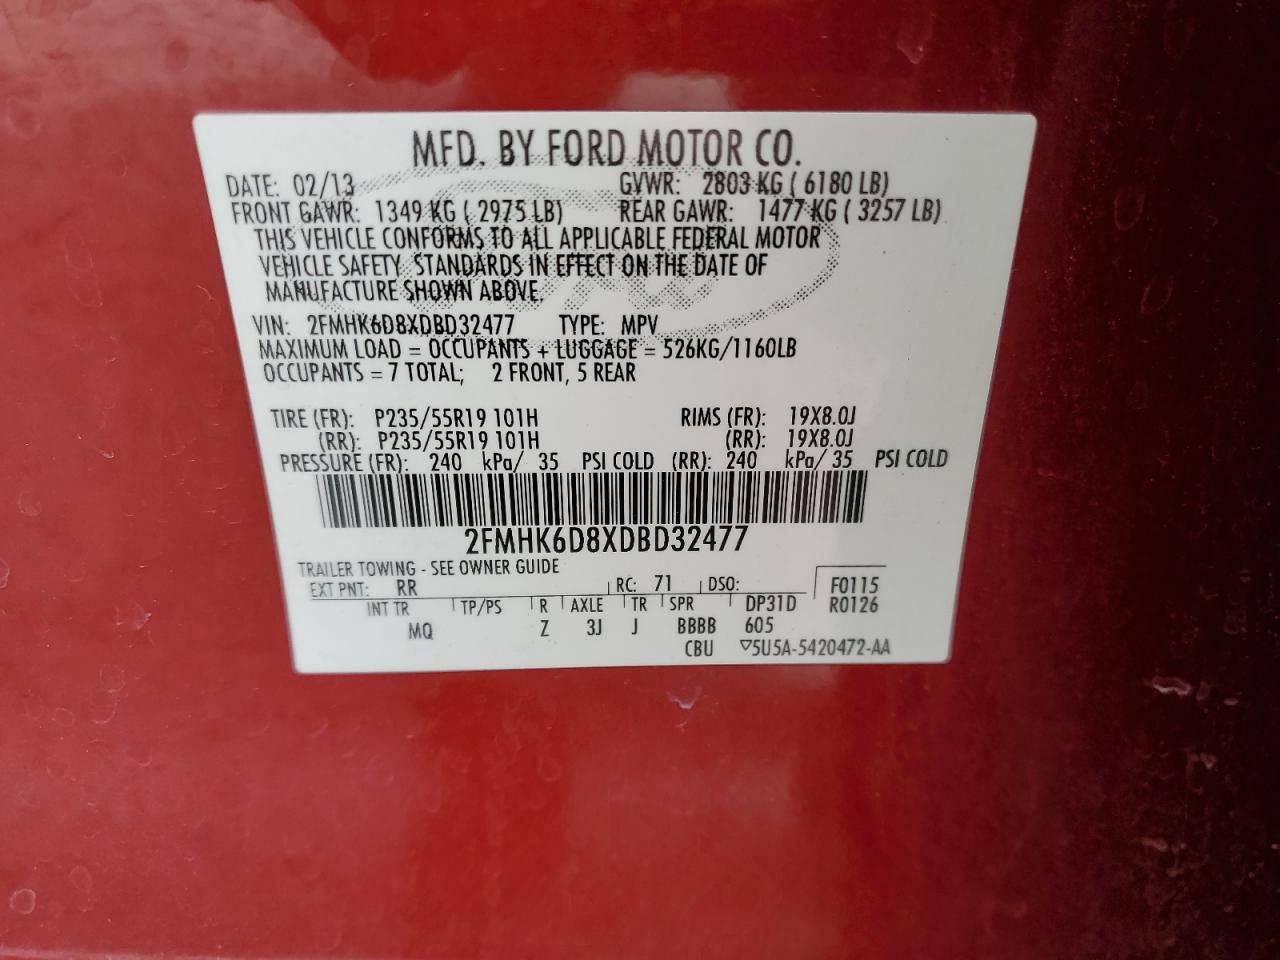 MFD. BY FORD MOTOR CO.
DATE: 02/13 GVWR: 2803 KG ( 6180 LB)
FRONT GAWR: 1349 KG ( 2975 LB) REAR GAWR: 1477 KG ( 3257 LB)
THIS VEHICLE CONFORMS TO ALL APPLICABLE FEDERAL MOTOR
VEHICLE SAFETY STANDARDS IN EFFECT ON THE DATE OF
MANUFACTURE SHOWN ABOVE.
VIN: 2FMHK6D8XDBD32477 TYPE: MPV
MAXIMUM LOAD = OCCUPANTS + LUGGAGE = 526KG/1160LB
OCCUPANTS = 7 TOTAL; 2 FRONT, 5 REAR
TIRE (FR): P235/55R19 101H RIMS (FR): 19X8.0J
(RR): P235/55R19 101H (RR): 19X8.0J
PRESSURE (FR): 240 kPa/ 35 PSI COLD (RR): 240 kPa/ 35 PSI COLD
2FMHK6D8XDBD32477
TRAILER TOWING - SEE OWNER GUIDE
EXT PNT: RR RC: 71 DSO: F0115
INT TR TP/PS R AXLE TR SPR DP31D R0126
MQ Z 3J J BBBB 605
CBU ▽5U5A-5420472-AA